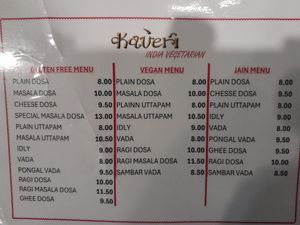 Kaveri
INDIA VEGETARIAN
GLUTEN FREE MENU
PLAIN DOSA 8.00
MASALA DOSA 10.00
CHEESE DOSA 9.50
SPECIAL MASALA DOSA 13.00
PLAIN UTTAPAM 8.00
MASALA UTTAPAM 10.50
IDLY 9.00
VADA 8.00
PONGAL VADA 9.50
RAGI DOSA 10.00
RAGI MASALA DOSA 11.50
GHEE DOSA 9.50
VEGAN MENU
PLAIN DOSA 8.00
MASALA DOSA 10.00
PLAINN UTTAPAM 8.00
IDLNY 9.00
VADA 8.00
RAGI DOSA 10.00
RAGI MASALA DOSA 11.50
SAMBAR VADA 8.50
JAIN MENU
PLAIN DOSA 8.00
CHEESE DOSA 9.50
PLAIN UTTAPAM 8.00
IDLY 9.00
VADA 8.00
PONGAL VADA 9.50
GHEE DOSA 9.50
RAGI DOSA 10.00
SAMBAR VADA 8.50